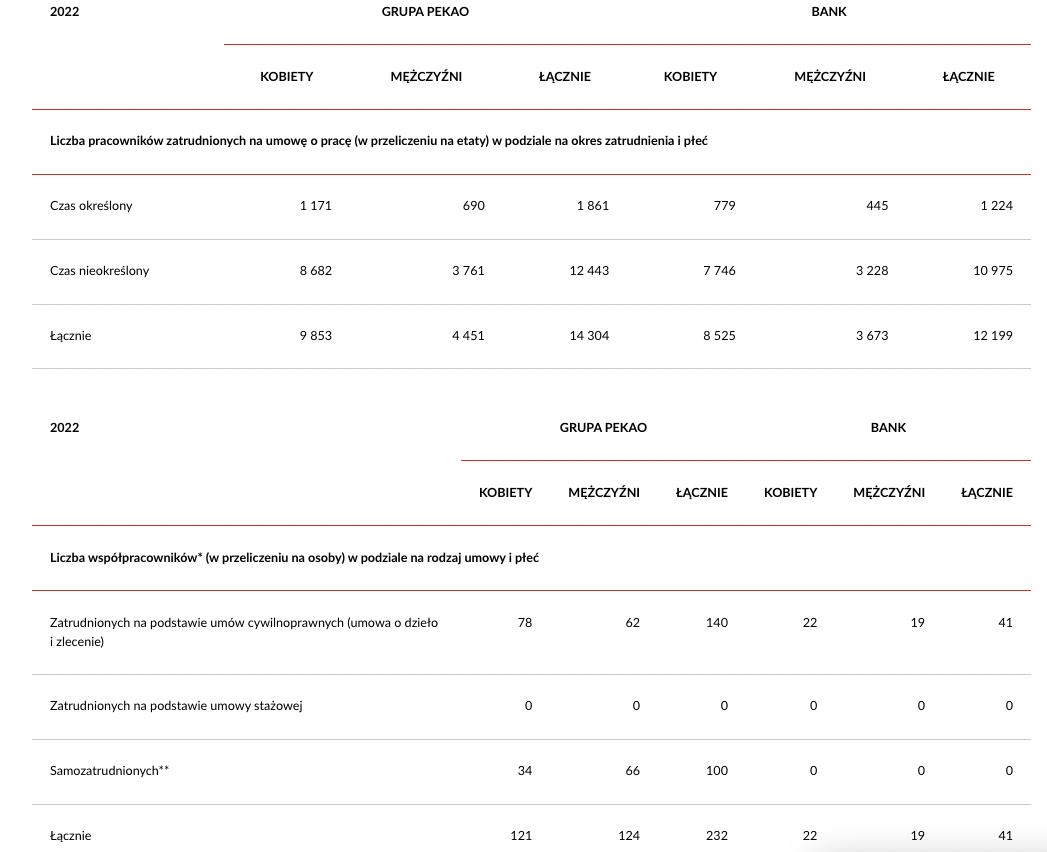 2022 GRUPA PEKAO BANK
KOBIETY MĘŻCZYŹNI ŁĄCZNIE KOBIETY MĘŻCZYŹNI ŁĄCZNIE
Liczba pracowników zatrudnionych na umowę o pracę (w przeliczeniu na etaty) w podziale na okres zatrudnienia i płeć
Czas określony 1 171 690 1 861 779 445 1 224
Czas nieokreślony 8 682 3 761 12 443 7 746 3 228 10 975
Łącznie 9 853 4 451 14 304 8 525 3 673 12 199
2022 GRUPA PEKAO BANK
KOBIETY MĘŻCZYŹNI ŁĄCZNIE KOBIETY MĘŻCZYŹNI ŁĄCZNIE
Liczba współpracowników* (w przeliczeniu na osoby) w podziale na rodzaj umowy i płeć
Zatrudnionych na podstawie umów cywilnoprawnych (umowa o dzieło 78 62 140 22 19 41
i zlecenie)
Zatrudnionych na podstawie umowy stażowej 0 0 0 0 0 0
Samozatrudnionych** 34 66 100 0 0 0
Łącznie 121 124 232 22 19 41